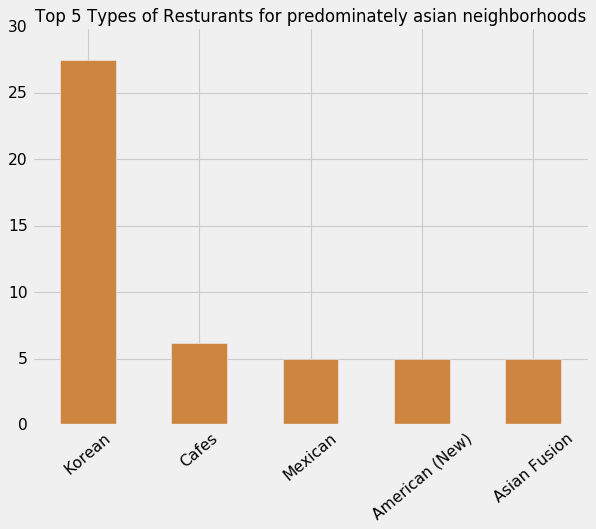 Top 5 Types of Resturants for predominately asian neighborhoods
30
25
20
15
10
5
0
Korean
Cafes
Mexican
American (New)
Asian Fusion